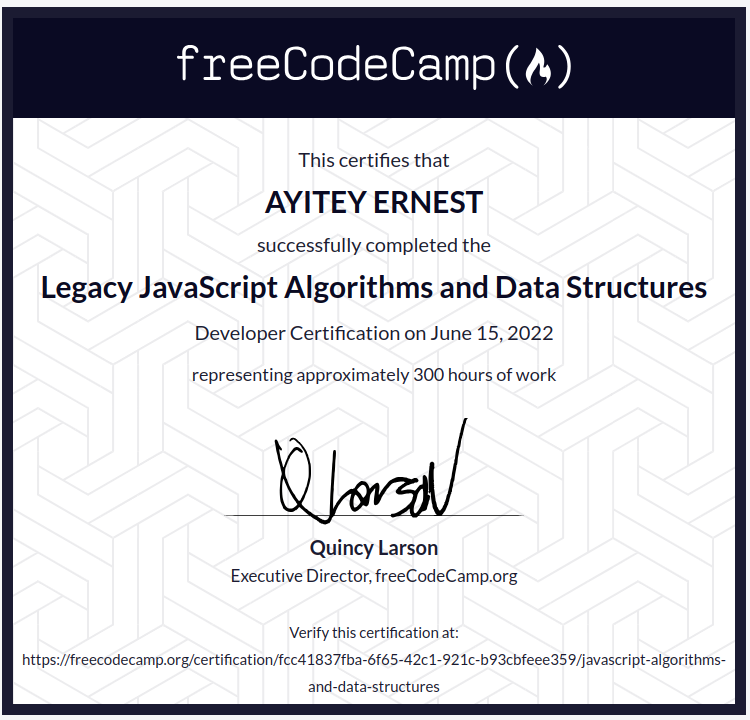 freeCodeCamp
This certifies that
AYITEY ERNEST
successfully completed the
Legacy JavaScript Algorithms and Data Structures
Developer Certification on June 15, 2022
representing approximately 300 hours of work
Q Larson
Quincy Larson
Executive Director, freeCodeCamp.org
Verify this certification at:
https://freecodecamp.org/certification/fcc41837fba-6f65-42c1-921c-b93cbfeee359/javascript-algorithms-
and-data-structures